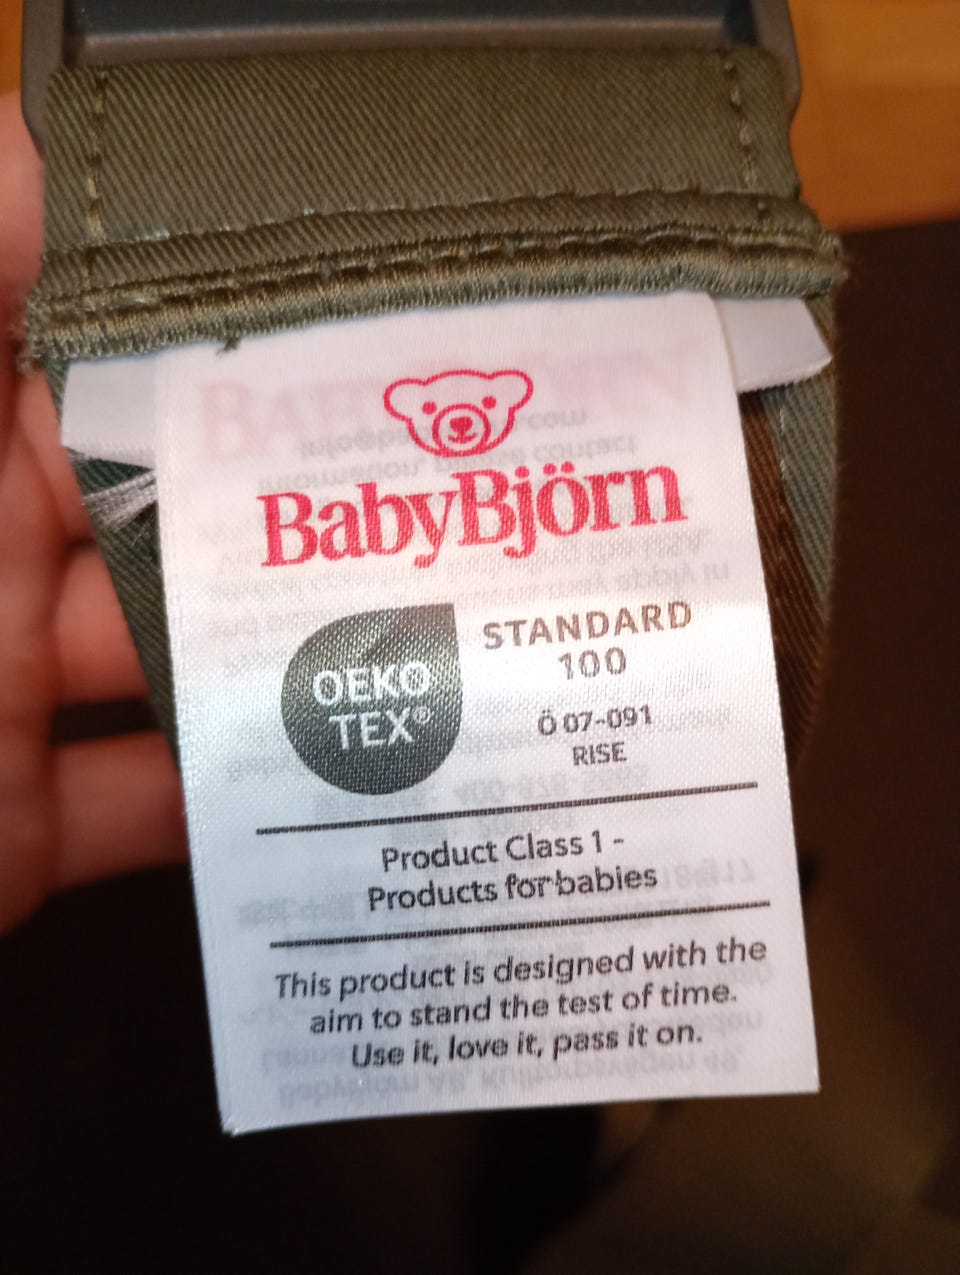 BabyBjörn
OEKO
TEX®
STANDARD
100
Ö 07-091
RISE
Product Class 1 -
Products for babies
This product is designed with the
aim to stand the test of time.
Use it, love it, pass it on.